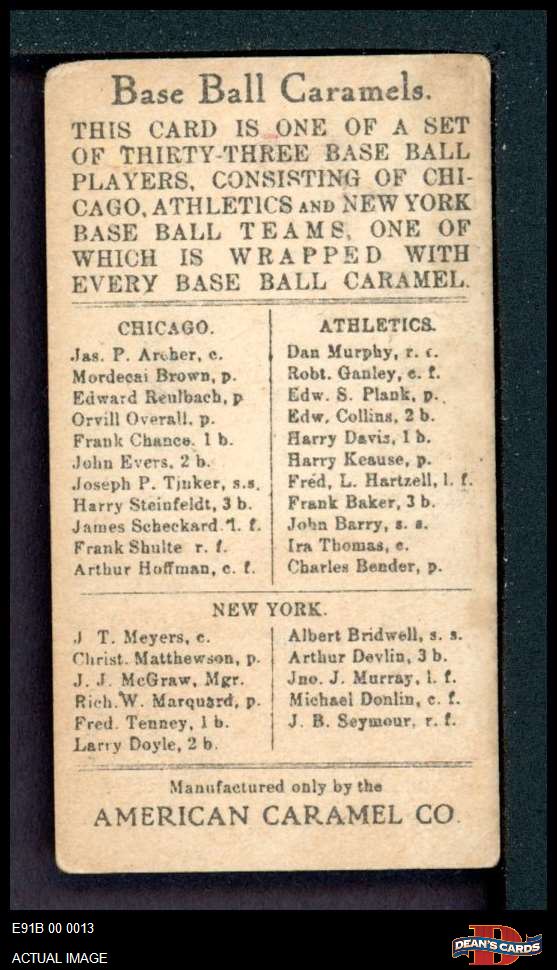 Base Ball Caramels.
THIS CARD IS ONE OF A SET
OF THIRTY-THREE BASE BALL
PLAYERS, CONSISTING OF CHI-
CAGO, ATHLETICS AND NEW YORK
BASE BALL TEAMS, ONE OF
WHICH IS WRAPPED WITH
EVERY BASE BALL CARAMEL.
CHICAGO.
Jas. P. Archer, c.
Mordecai Brown, p.
Edward Reulbach, p
Orvill Overall, p.
Frank Chance. 1 b.
John Evers, 2 b.
Joseph P. Tinker, s.s.
Harry Steinfeldt, 3 b.
James Scheckard. l. f.
Frank Shulte r. f.
Arthur Hoffman, c. f.
ATHLETICS.
Dan Murphy, r. f.
Robt. Ganley, c. f.
Edw. S. Plank, p.
Edw. Collins, 2 b.
Harry Davis, 1 b.
Harry Keause, p.
Fred, L. Hartzell, l. f.
Frank Baker, 3 b.
John Barry, s. s.
Ira Thomas, c.
Charles Bender, p.
NEW YORK.
J T. Meyers, c.
Christ. Matthewson, p.
J. J. McGraw, Mgr.
Rich. W. Marquard, p.
Fred. Tenney, 1 b.
Larry Doyle, 2 b.
Albert Bridwell, s. s.
Arthur Devlin, 3 b.
Jno. J. Murray, l. f.
Michael Donlin, c. f.
J. B. Seymour, r. f.
Manufactured only by the
AMERICAN CARAMEL CO.
E91B 00 0013
ACTUAL IMAGE
D
DEAN'S CARDS